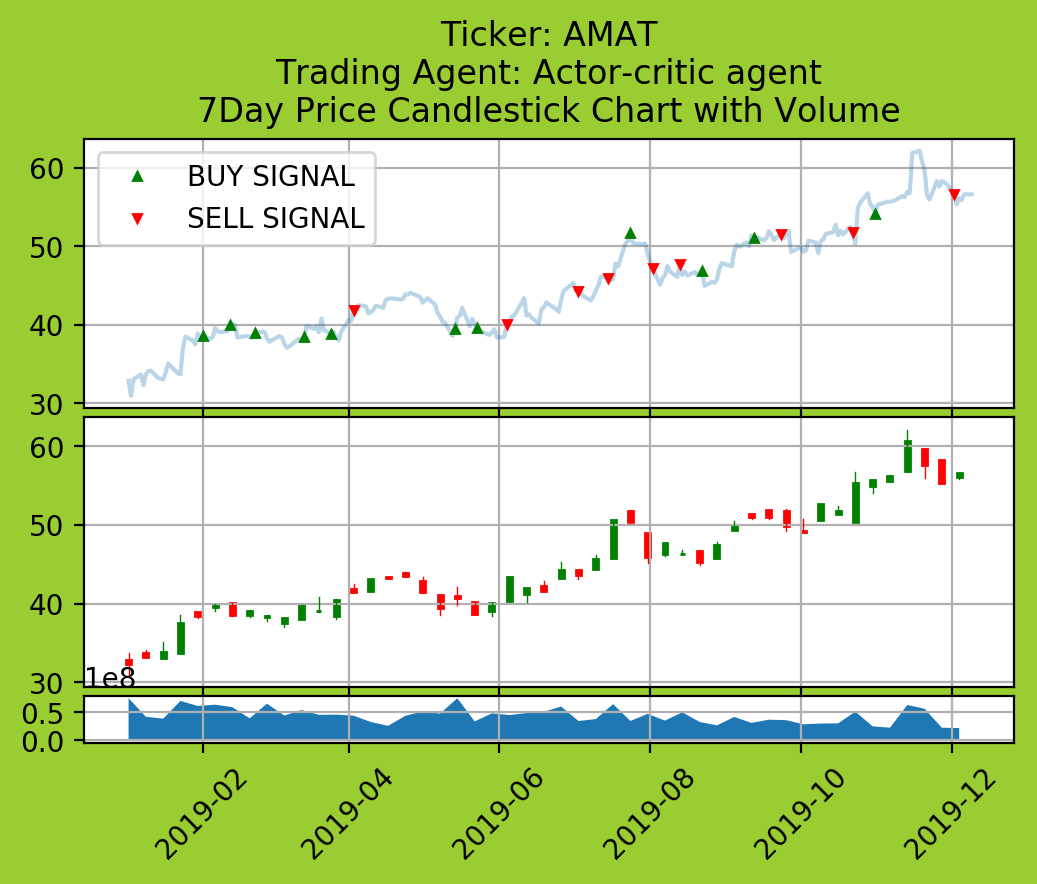 Ticker: AMAT
Trading Agent: Actor-critic agent
7Day Price Candlestick Chart with Volume
BUY SIGNAL
SELL SIGNAL
60
50
40
30
60
50
40
30
1e8
0.5
0.0
2019-02
2019-04
2019-06
2019-08
2019-10
2019-12